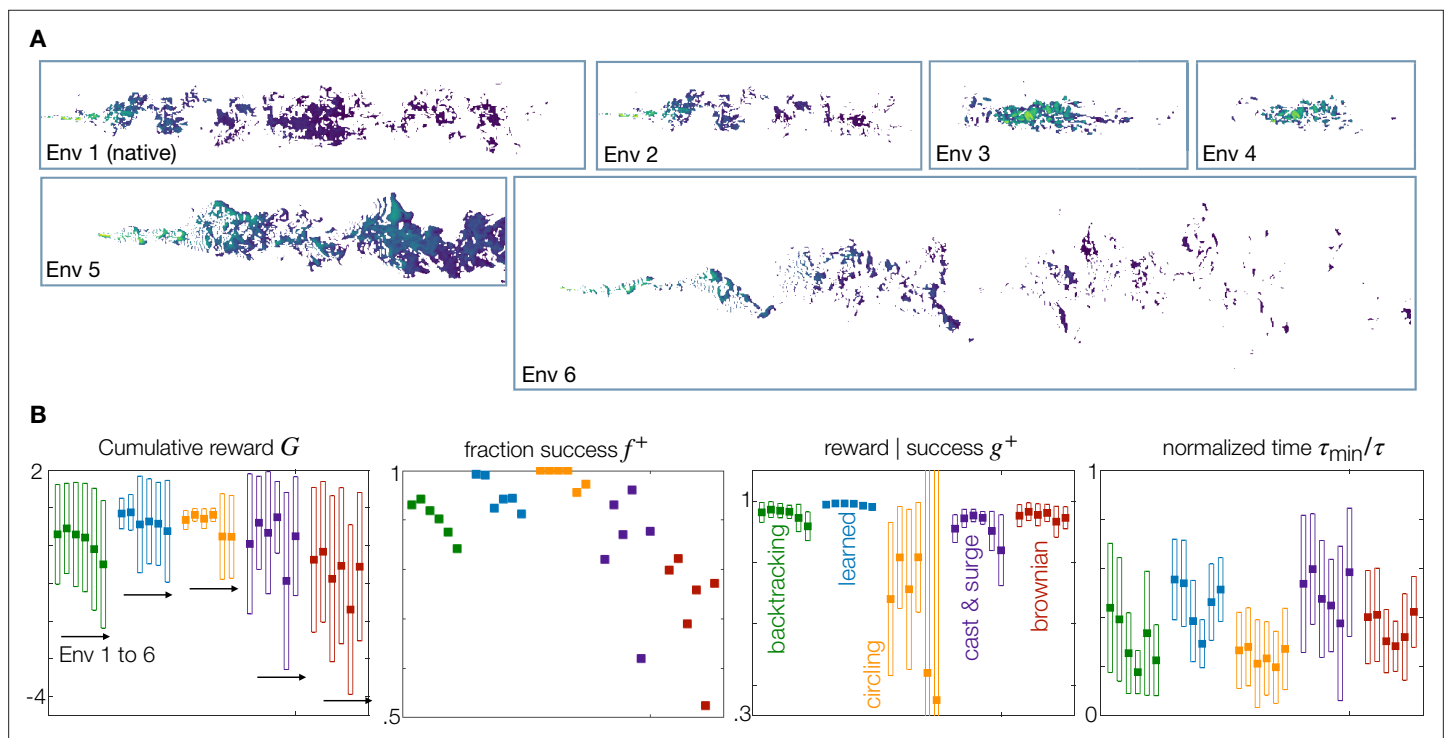 A
Env 1 (native)
Env 2
Env 3
Env 4
Env 5
Env 6
B
Cumulative reward G
fraction success f⁺
reward | success g⁺
normalized time τ_min/τ
2
-4
Env 1 to 6
1
.5
1
.3
backtracking
learned
circling
cast & surge
brownian
1
0